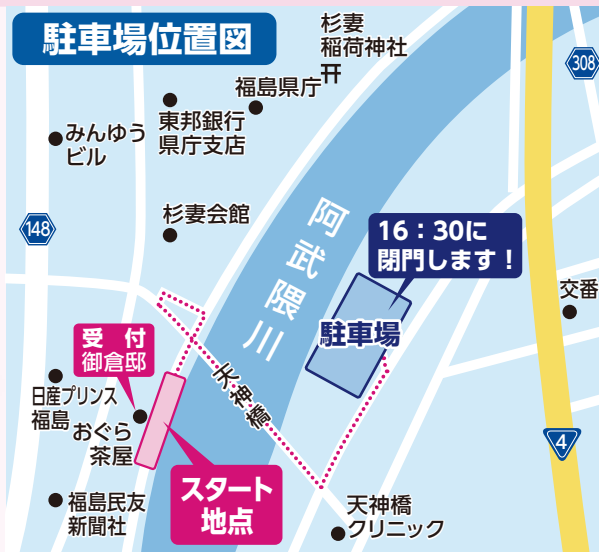 駐車場位置図
杉妻
稲荷神社
308
福島県庁
東邦銀行
県庁支店
みんゆう
ビル
148
杉妻会館
阿武隈川
16：30に
閉門します！
駐車場
交番
受 付
御倉邸
天神橋
日産プリンス
福島
おぐら
茶屋
4
スタート
地点
福島民友
新聞社
天神橋
クリニック